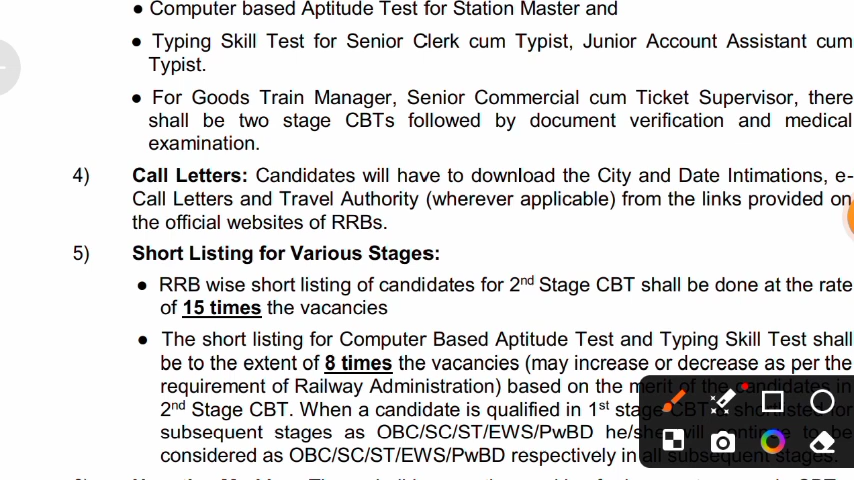 ● Computer based Aptitude Test for Station Master and
● Typing Skill Test for Senior Clerk cum Typist, Junior Account Assistant cum
Typist.
● For Goods Train Manager, Senior Commercial cum Ticket Supervisor, there
shall be two stage CBTs followed by document verification and medical
examination.
4) Call Letters: Candidates will have to download the City and Date Intimations, e-
Call Letters and Travel Authority (wherever applicable) from the links provided on
the official websites of RRBs.
5) Short Listing for Various Stages:
● RRB wise short listing of candidates for 2nd Stage CBT shall be done at the rate
of 15 times the vacancies
● The short listing for Computer Based Aptitude Test and Typing Skill Test shall
be to the extent of 8 times the vacancies (may increase or decrease as per the
requirement of Railway Administration) based on the merit of the candidates in
2nd Stage CBT. When a candidate is qualified in 1st stage CBT shortlisted for
subsequent stages as OBC/SC/ST/EWS/PwBD he/she will continue to be
considered as OBC/SC/ST/EWS/PwBD respectively in all subsequent stages.